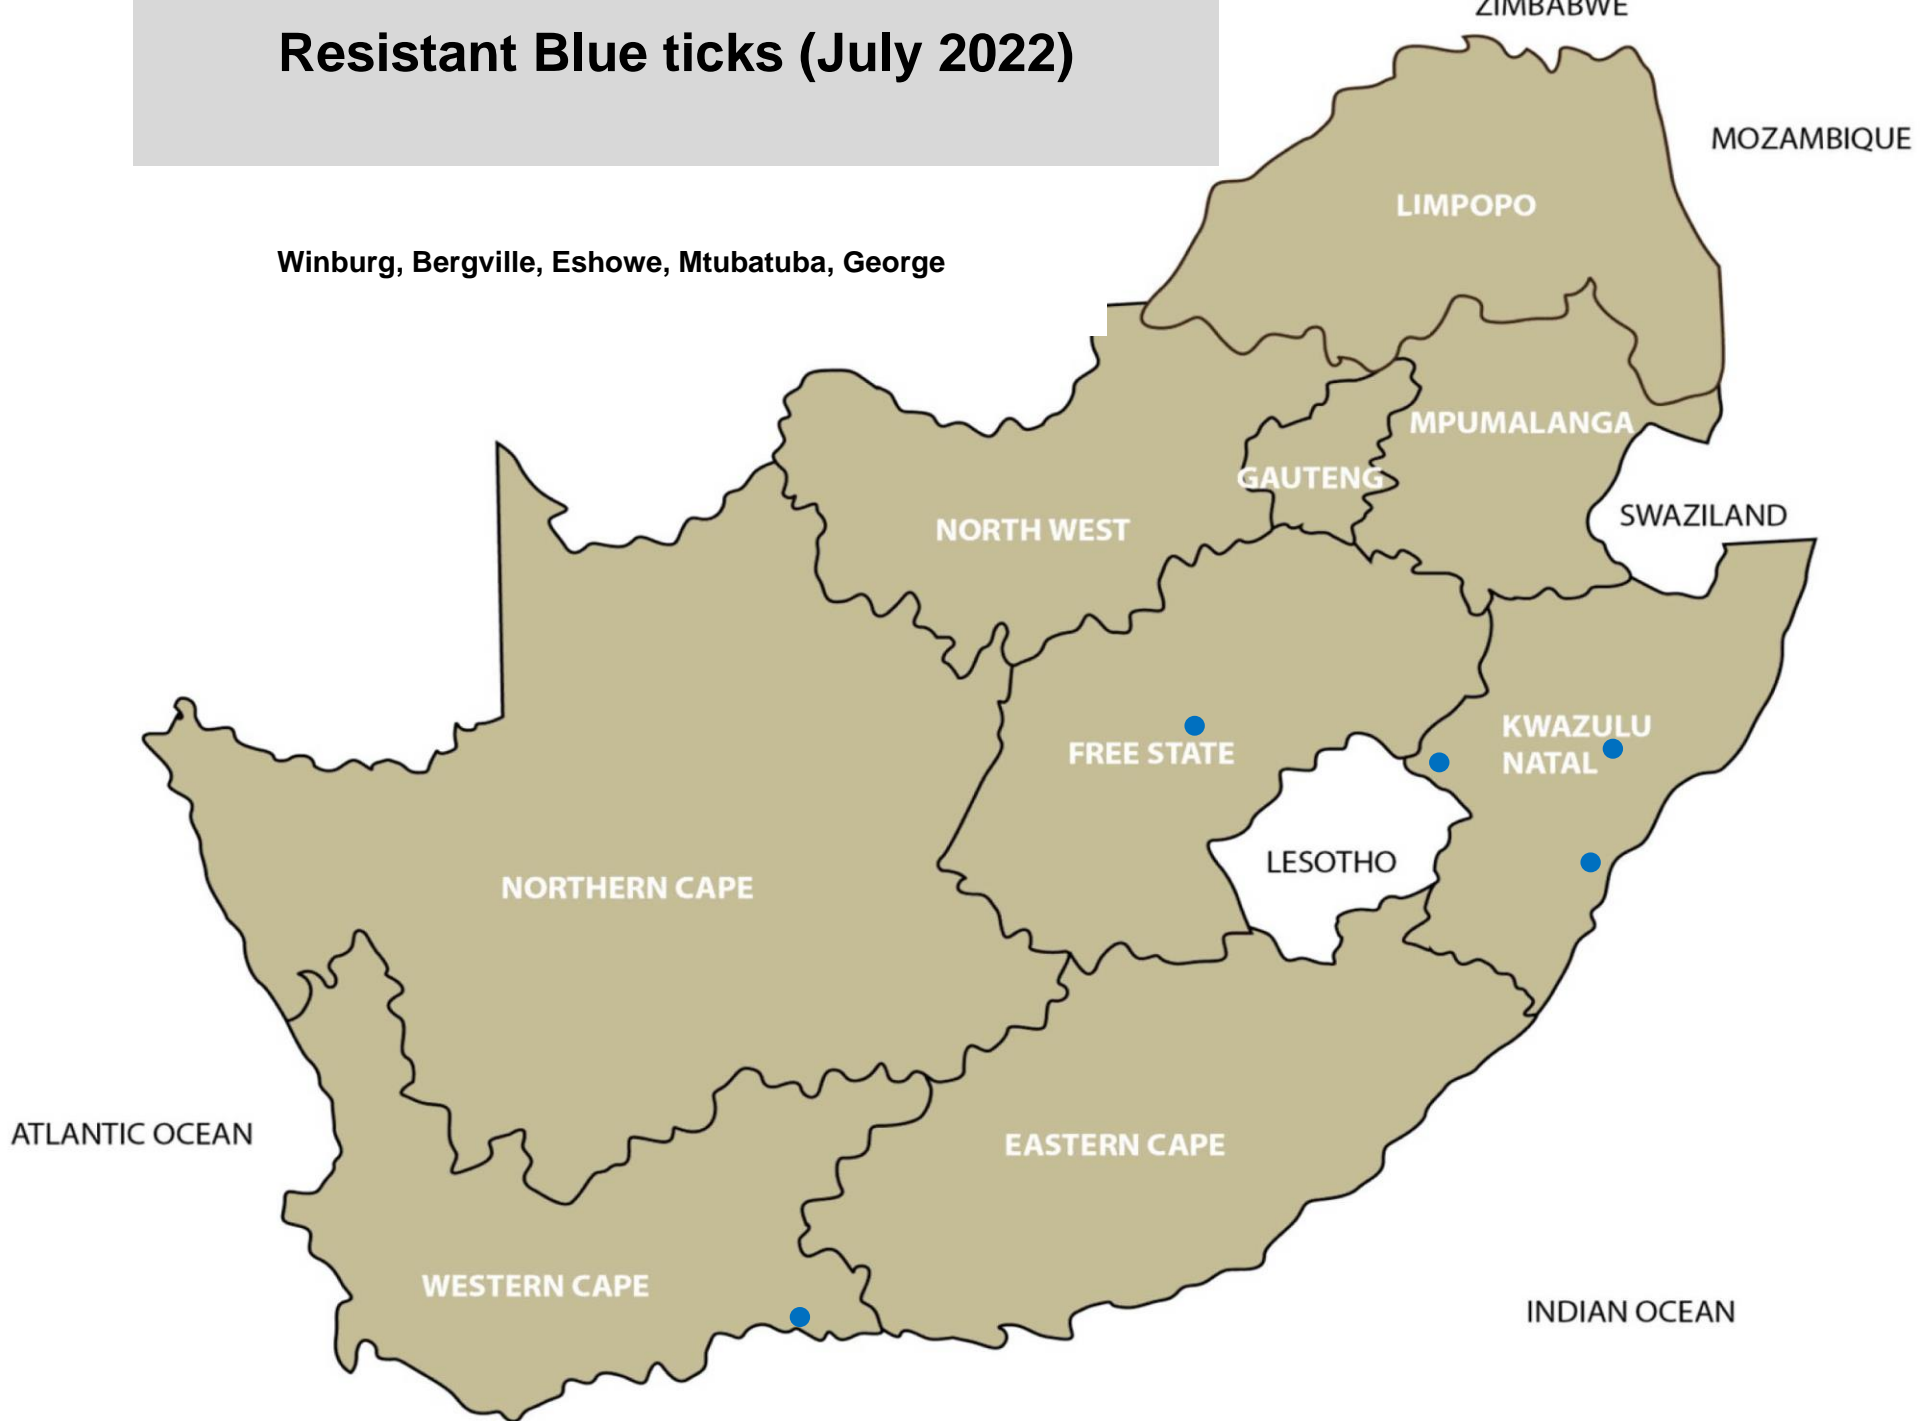 ZIMBABWE
Resistant Blue ticks (July 2022)
MOZAMBIQUE
LIMPOPO
Winburg, Bergville, Eshowe, Mtubatuba, George
MPUMALANGA
GAUTENG
SWAZILAND
NORTH WEST
KWAZULU
NATAL
FREE STATE
LESOTHO
NORTHERN CAPE
ATLANTIC OCEAN
EASTERN CAPE
WESTERN CAPE
INDIAN OCEAN